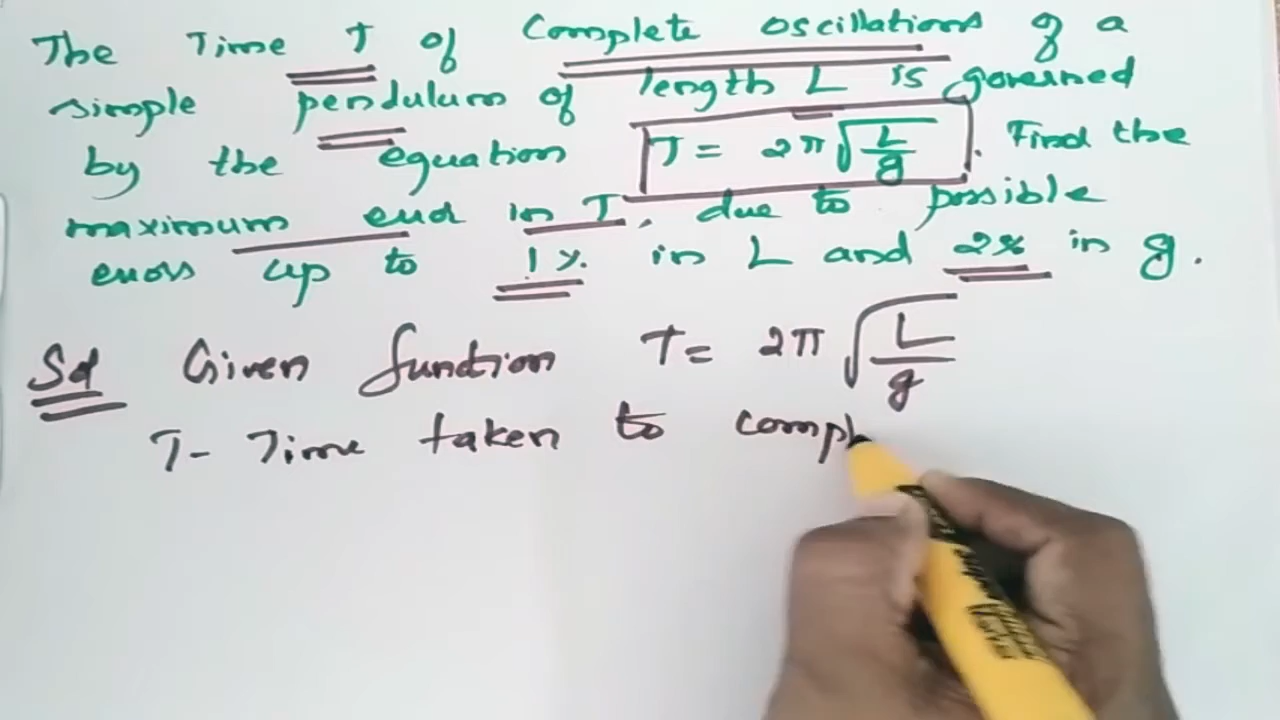 The Time T of Complete oscillations of a
simple pendulum of length L is governed
by the equation T = 2π√(L/g). Find the
maximum error in T, due to possible
errors up to 1% in L and 2% in g.
Sol Given function T = 2π√(L/g)
T- Time taken to compl